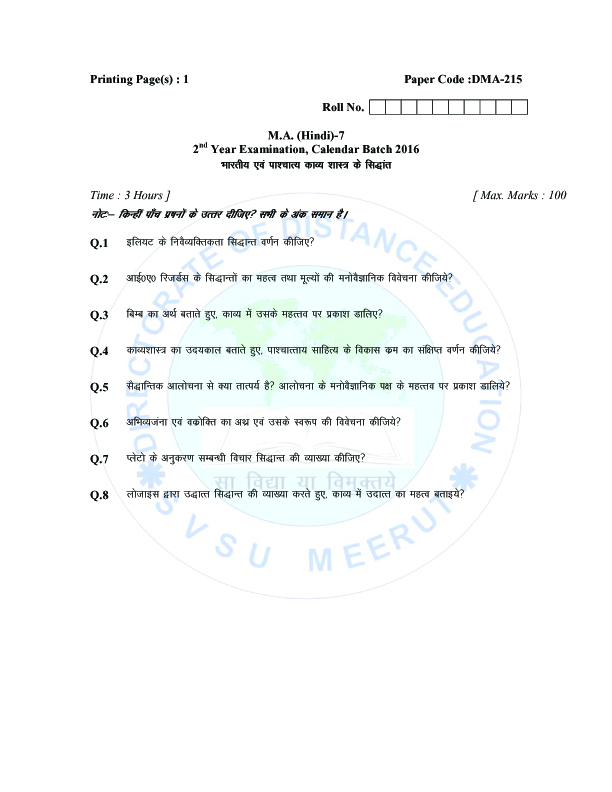 Printing Page(s) : 1 Paper Code :DMA-215
Roll No.
M.A. (Hindi)-7
2nd Year Examination, Calendar Batch 2016
भारतीय एवं पाश्चात्य काव्य शास्त्र के सिद्धांत
Time : 3 Hours ] [ Max. Marks : 100
नोटः– किन्हीं पाँच प्रश्नों के उत्तर दीजिए? सभी के अंक समान है।
Q.1 इलियट के निवैव्यक्तिकता सिद्धान्त वर्णन कीजिए?
Q.2 आई0ए0 रिजर्डस के सिद्धान्तों का महत्व तथा मूल्यों की मनोवैज्ञानिक विवेचना कीजिये?
Q.3 बिम्ब का अर्थ बताते हुए, काव्य में उसके महत्तव पर प्रकाश डालिए?
Q.4 काव्यशास्त्र का उदयकाल बताते हुए, पाश्चात्ताय साहित्य के विकास क्रम का संक्षिप्त वर्णन कीजिये?
Q.5 सैद्धान्तिक आलोचना से क्या तात्पर्य है? आलोचना के मनोवैज्ञानिक पक्ष के महत्तव पर प्रकाश डालिये?
Q.6 अभिव्यजंना एवं वक्रोक्ति का अथ्र एवं उसके स्वरूप की विवेचना कीजिये?
Q.7 प्लेटो के अनुकरण सम्बन्धी विचार सिद्धान्त की व्याख्या कीजिए?
Q.8 लोजाइस द्वारा उद्धात्त सिद्धान्त की व्याख्या करते हुए, काव्य में उदात्त का महत्व बताइये?
DIRECTORATE OF DISTANCE EDUCATION
सा विद्या या विमुक्तये
SVSU MEERUT